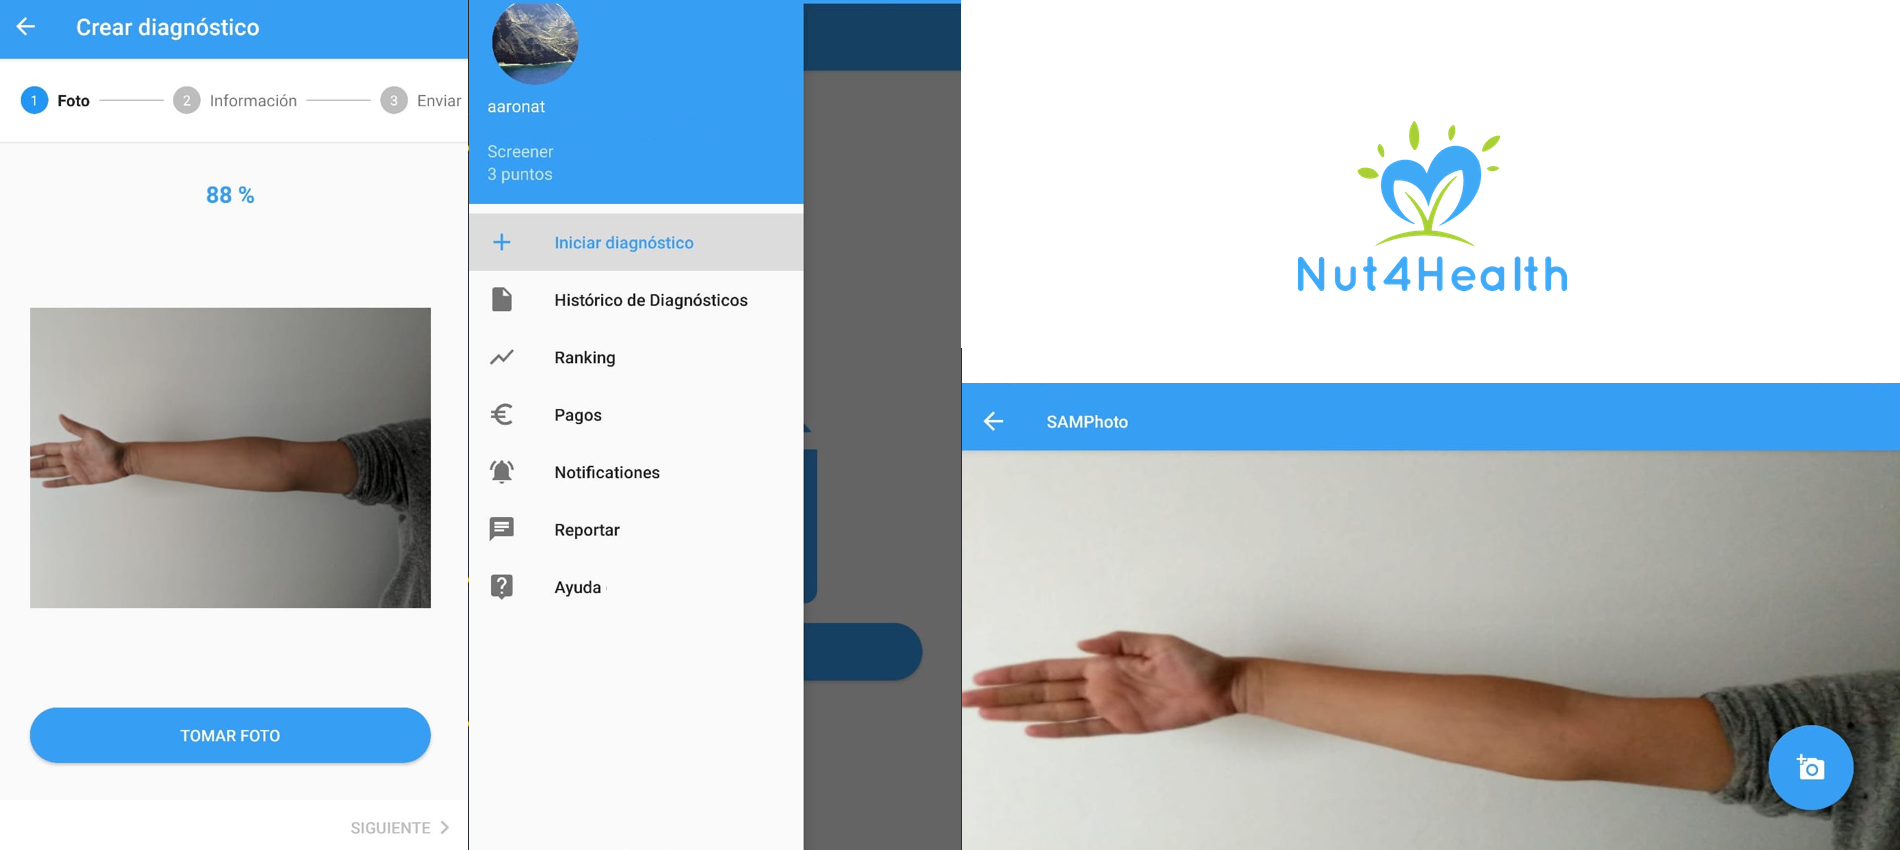 Crear diagnóstico
1 Foto 2 Información 3 Enviar
88 %
TOMAR FOTO
SIGUIENTE
aaronat
Screener
3 puntos
Iniciar diagnóstico
Histórico de Diagnósticos
Ranking
Pagos
Notificationes
Reportar
Ayuda
Nut4Health
SAMPhoto